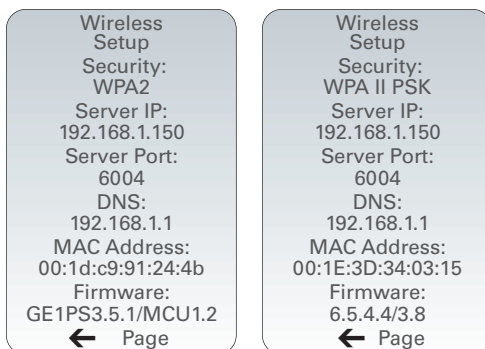 Wireless
Setup
Security:
WPA2
Server IP:
192.168.1.150
Server Port:
6004
DNS:
192.168.1.1
MAC Address:
00:1d:c9:91:24:4b
Firmware:
GE1PS3.5.1/MCU1.2
← Page
Wireless
Setup
Security:
WPA II PSK
Server IP:
192.168.1.150
Server Port:
6004
DNS:
192.168.1.1
MAC Address:
00:1E:3D:34:03:15
Firmware:
6.5.4.4/3.8
← Page